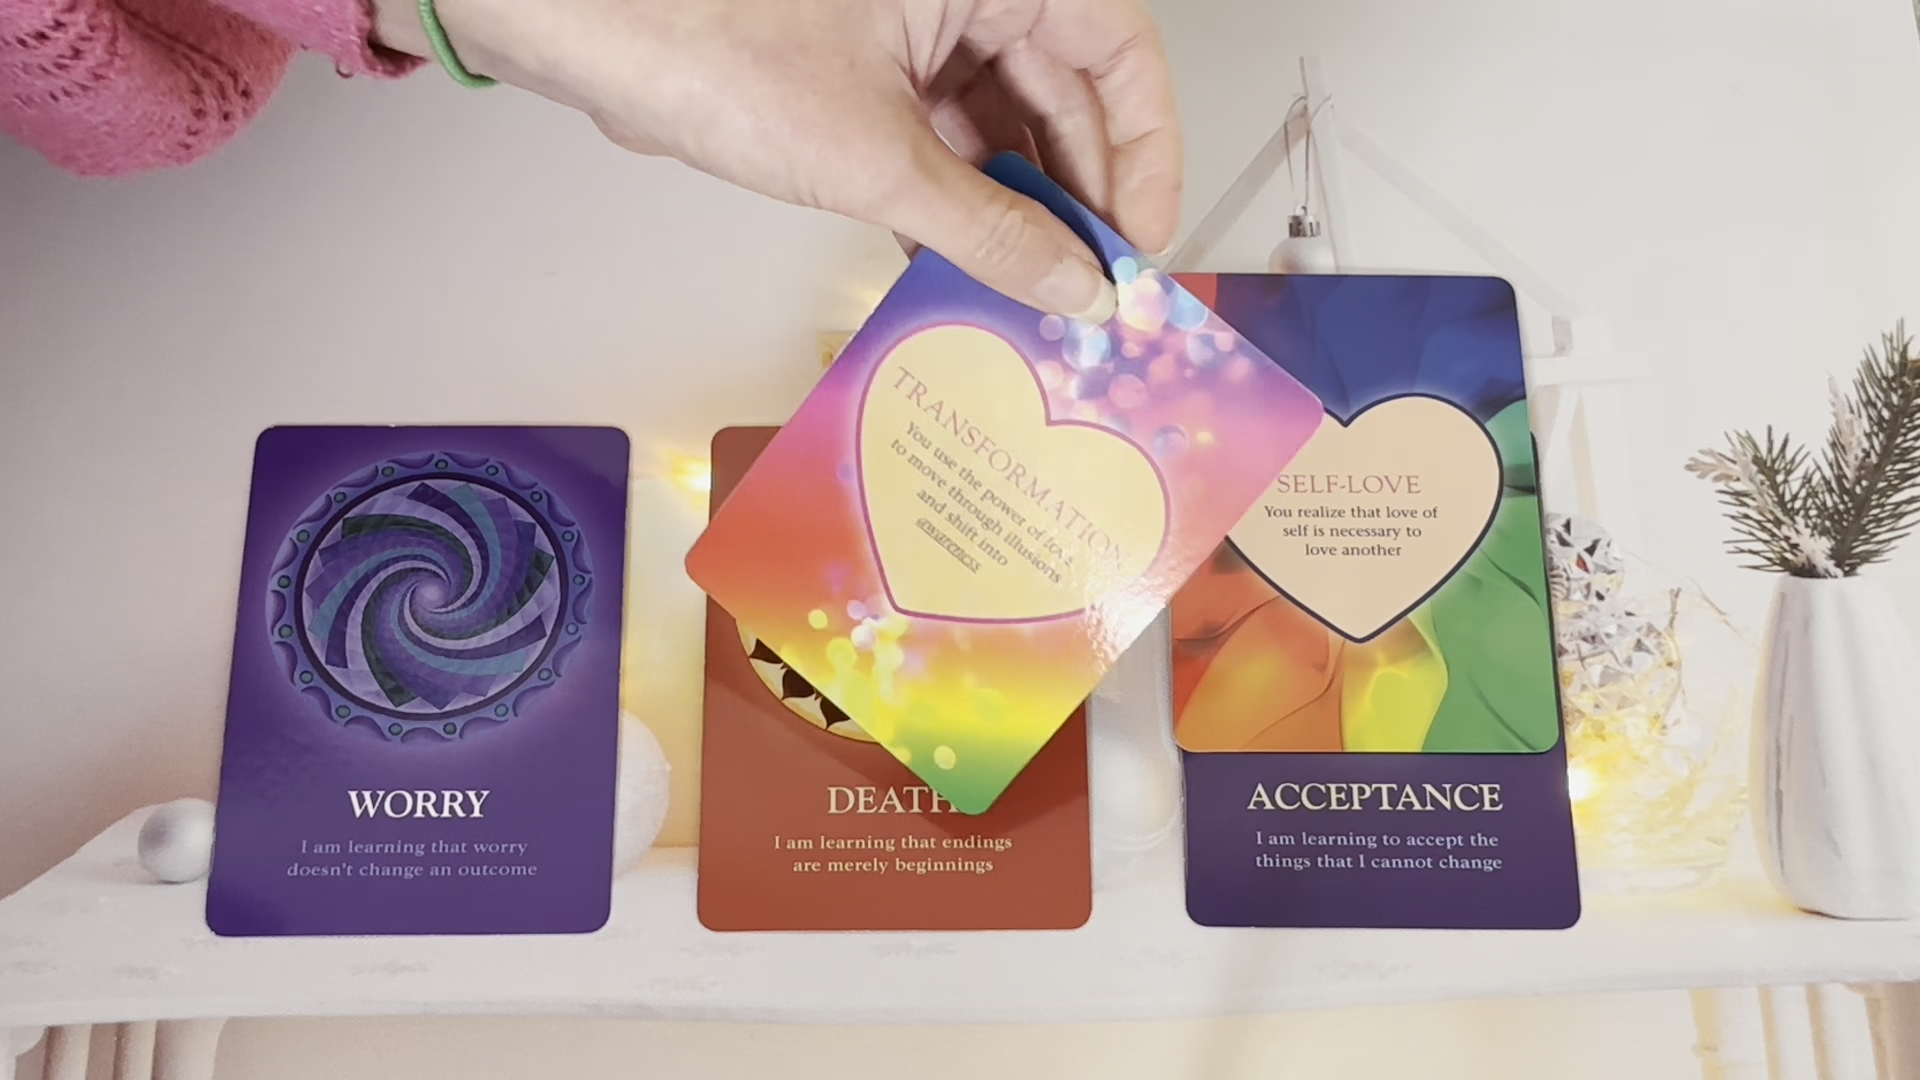 TRANSFORMATION
You use the power of love
to move through illusions
and shift into
awareness
SELF-LOVE
You realize that love of
self is necessary to
love another
WORRY
I am learning that worry
doesn't change an outcome
DEATH
I am learning that endings
are merely beginnings
ACCEPTANCE
I am learning to accept the
things that I cannot change